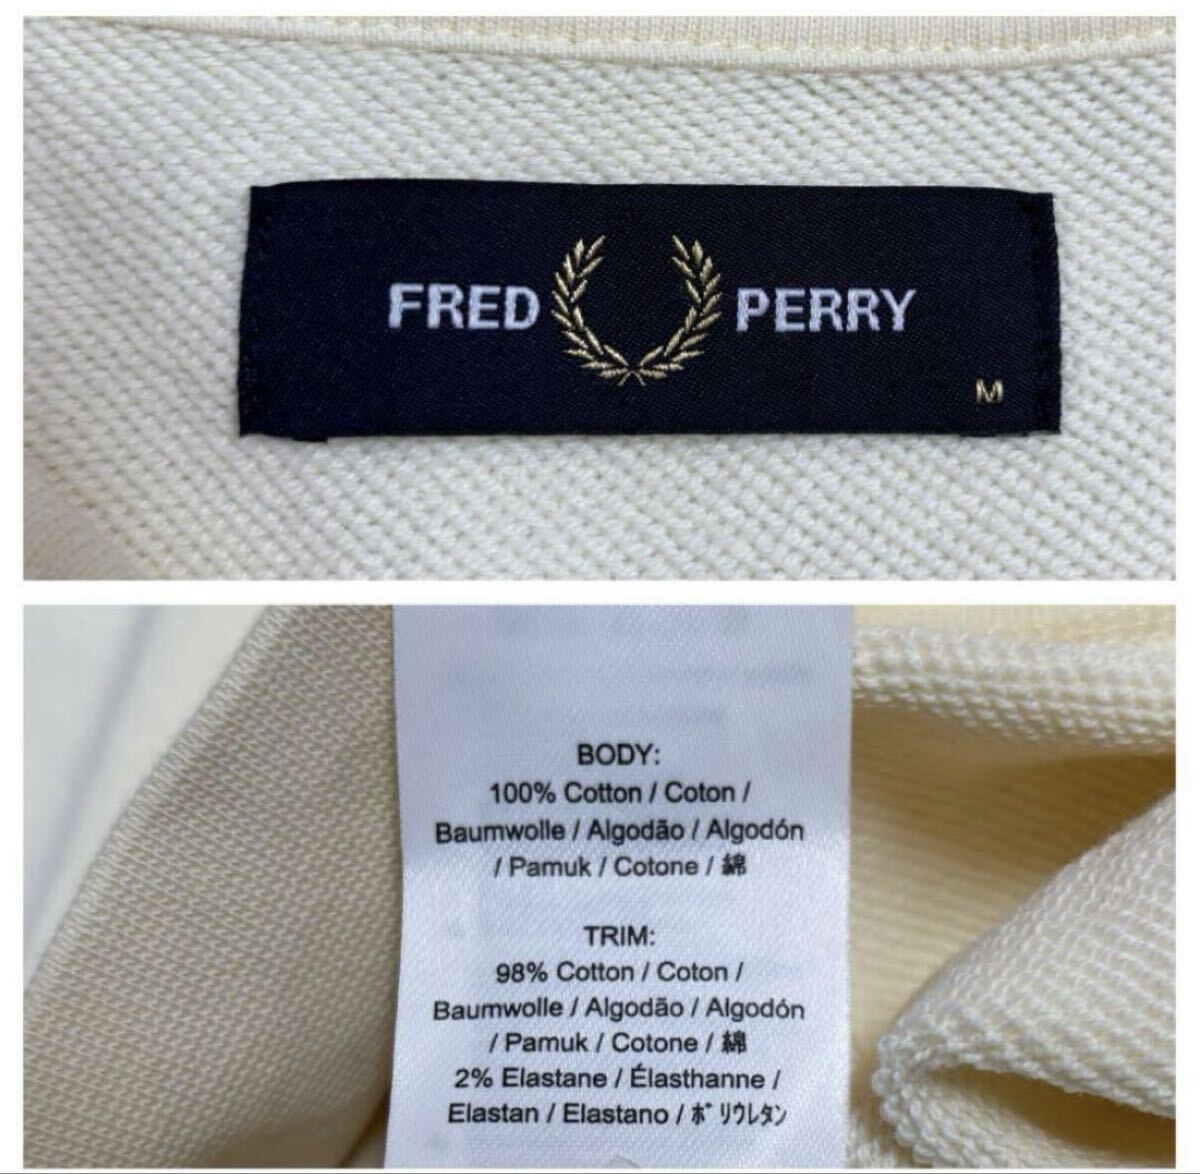 FRED PERRY
M
BODY:
100% Cotton / Coton /
Baumwolle / Algodão / Algodón
/ Pamuk / Cotone / 綿
TRIM:
98% Cotton / Coton /
Baumwolle / Algodão / Algodón
/ Pamuk / Cotone / 綿
2% Elastane / Élasthanne /
Elastan / Elastano / ﾎﾟﾘｳﾚﾀﾝ